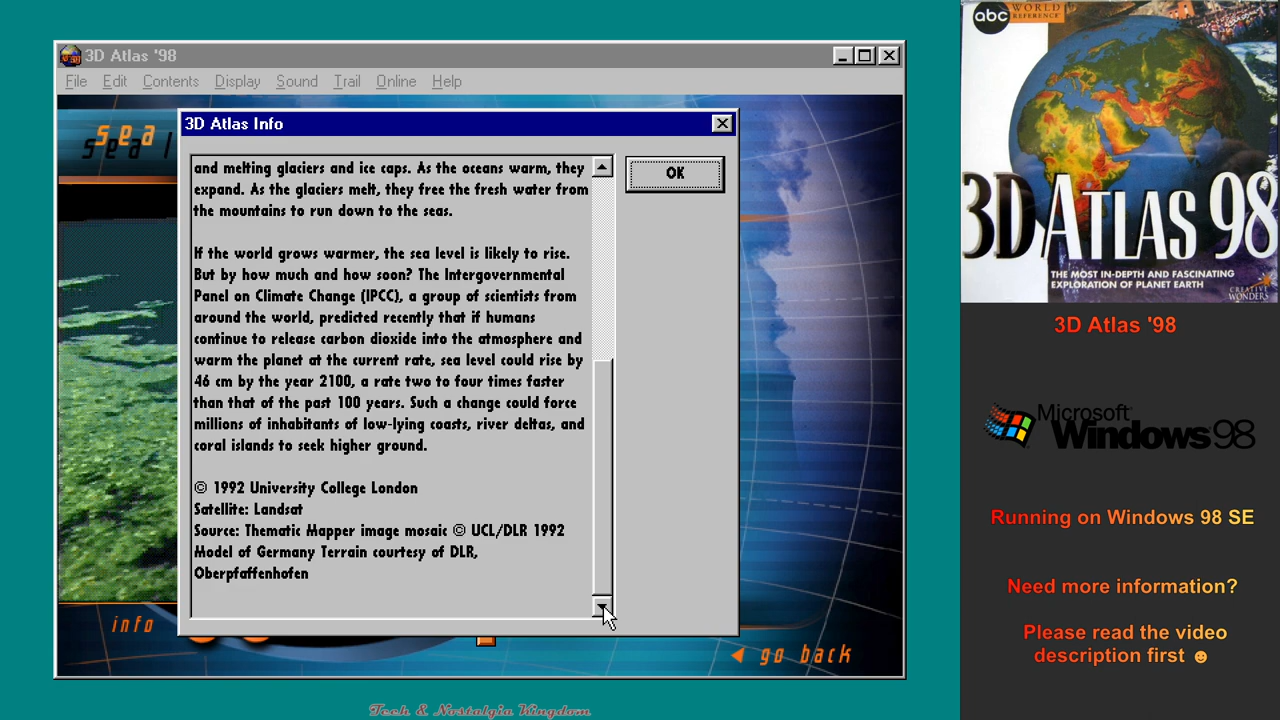 3D Atlas '98
File Edit Contents Display Sound Trail Online Help
sea l
3D Atlas Info
and melting glaciers and ice caps. As the oceans warm, they
expand. As the glaciers melt, they free the fresh water from
the mountains to run down to the seas.
If the world grows warmer, the sea level is likely to rise.
But by how much and how soon? The Intergovernmental
Panel on Climate Change (IPCC), a group of scientists from
around the world, predicted recently that if humans
continue to release carbon dioxide into the atmosphere and
warm the planet at the current rate, sea level could rise by
46 cm by the year 2100, a rate two to four times faster
than that of the past 100 years. Such a change could force
millions of inhabitants of low-lying coasts, river deltas, and
coral islands to seek higher ground.
© 1992 University College London
Satellite: Landsat
Source: Thematic Mapper image mosaic © UCL/DLR 1992
Model of Germany Terrain courtesy of DLR,
Oberpfaffenhofen
OK
info
go back
Tech & Nostalgia Kingdom
abc WORLD
REFERENCE
3D ATLAS 98
THE MOST IN-DEPTH AND FASCINATING
EXPLORATION OF PLANET EARTH
CREATIVE
WONDERS
3D Atlas '98
Microsoft
Windows 98
Running on Windows 98 SE
Need more information?
Please read the video
description first ☻